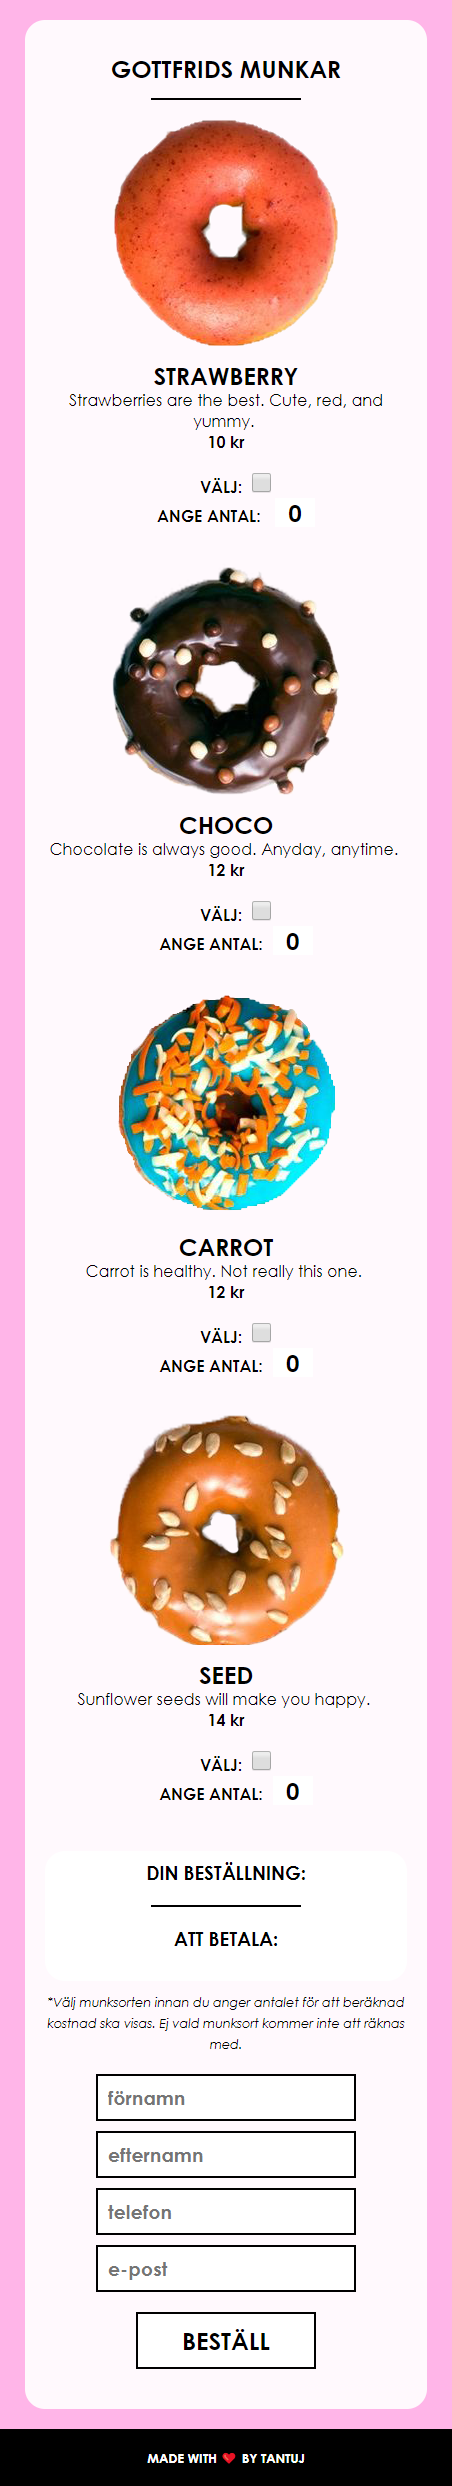 GOTTFRIDS MUNKAR
STRAWBERRY
Strawberries are the best. Cute, red, and
yummy.
10 kr
VÄLJ:
ANGE ANTAL: 0
CHOCO
Chocolate is always good. Anyday, anytime.
12 kr
VÄLJ:
ANGE ANTAL: 0
CARROT
Carrot is healthy. Not really this one.
12 kr
VÄLJ:
ANGE ANTAL: 0
SEED
Sunflower seeds will make you happy.
14 kr
VÄLJ:
ANGE ANTAL: 0
DIN BESTÄLLNING:
ATT BETALA:
*Välj munksorten innan du anger antalet för att beräknad
kostnad ska visas. Ej vald munksort kommer inte att räknas
med.
förnamn
efternamn
telefon
e-post
BESTÄLL
MADE WITH ❤ BY TANTUJ